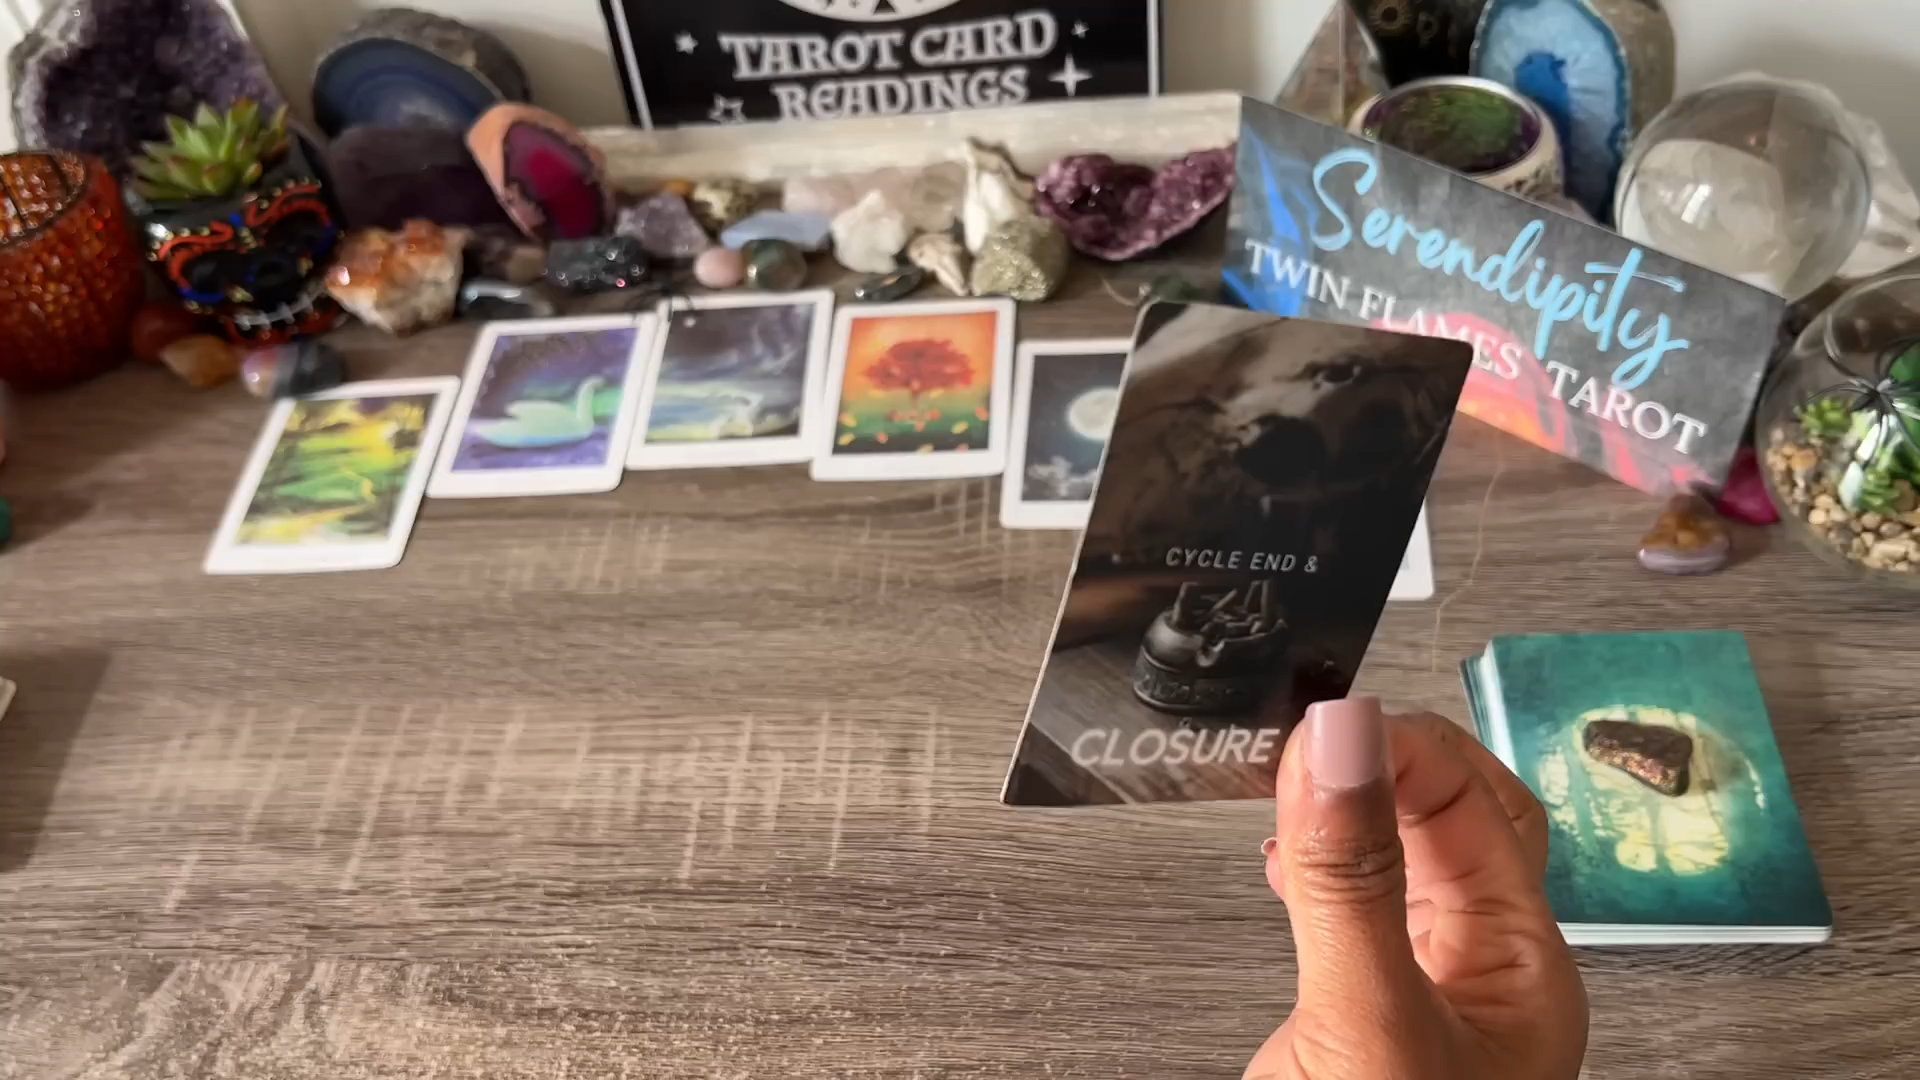 TAROT CARD
READINGS
Serendipity
TWIN FLAMES TAROT
CYCLE END &
CLOSURE